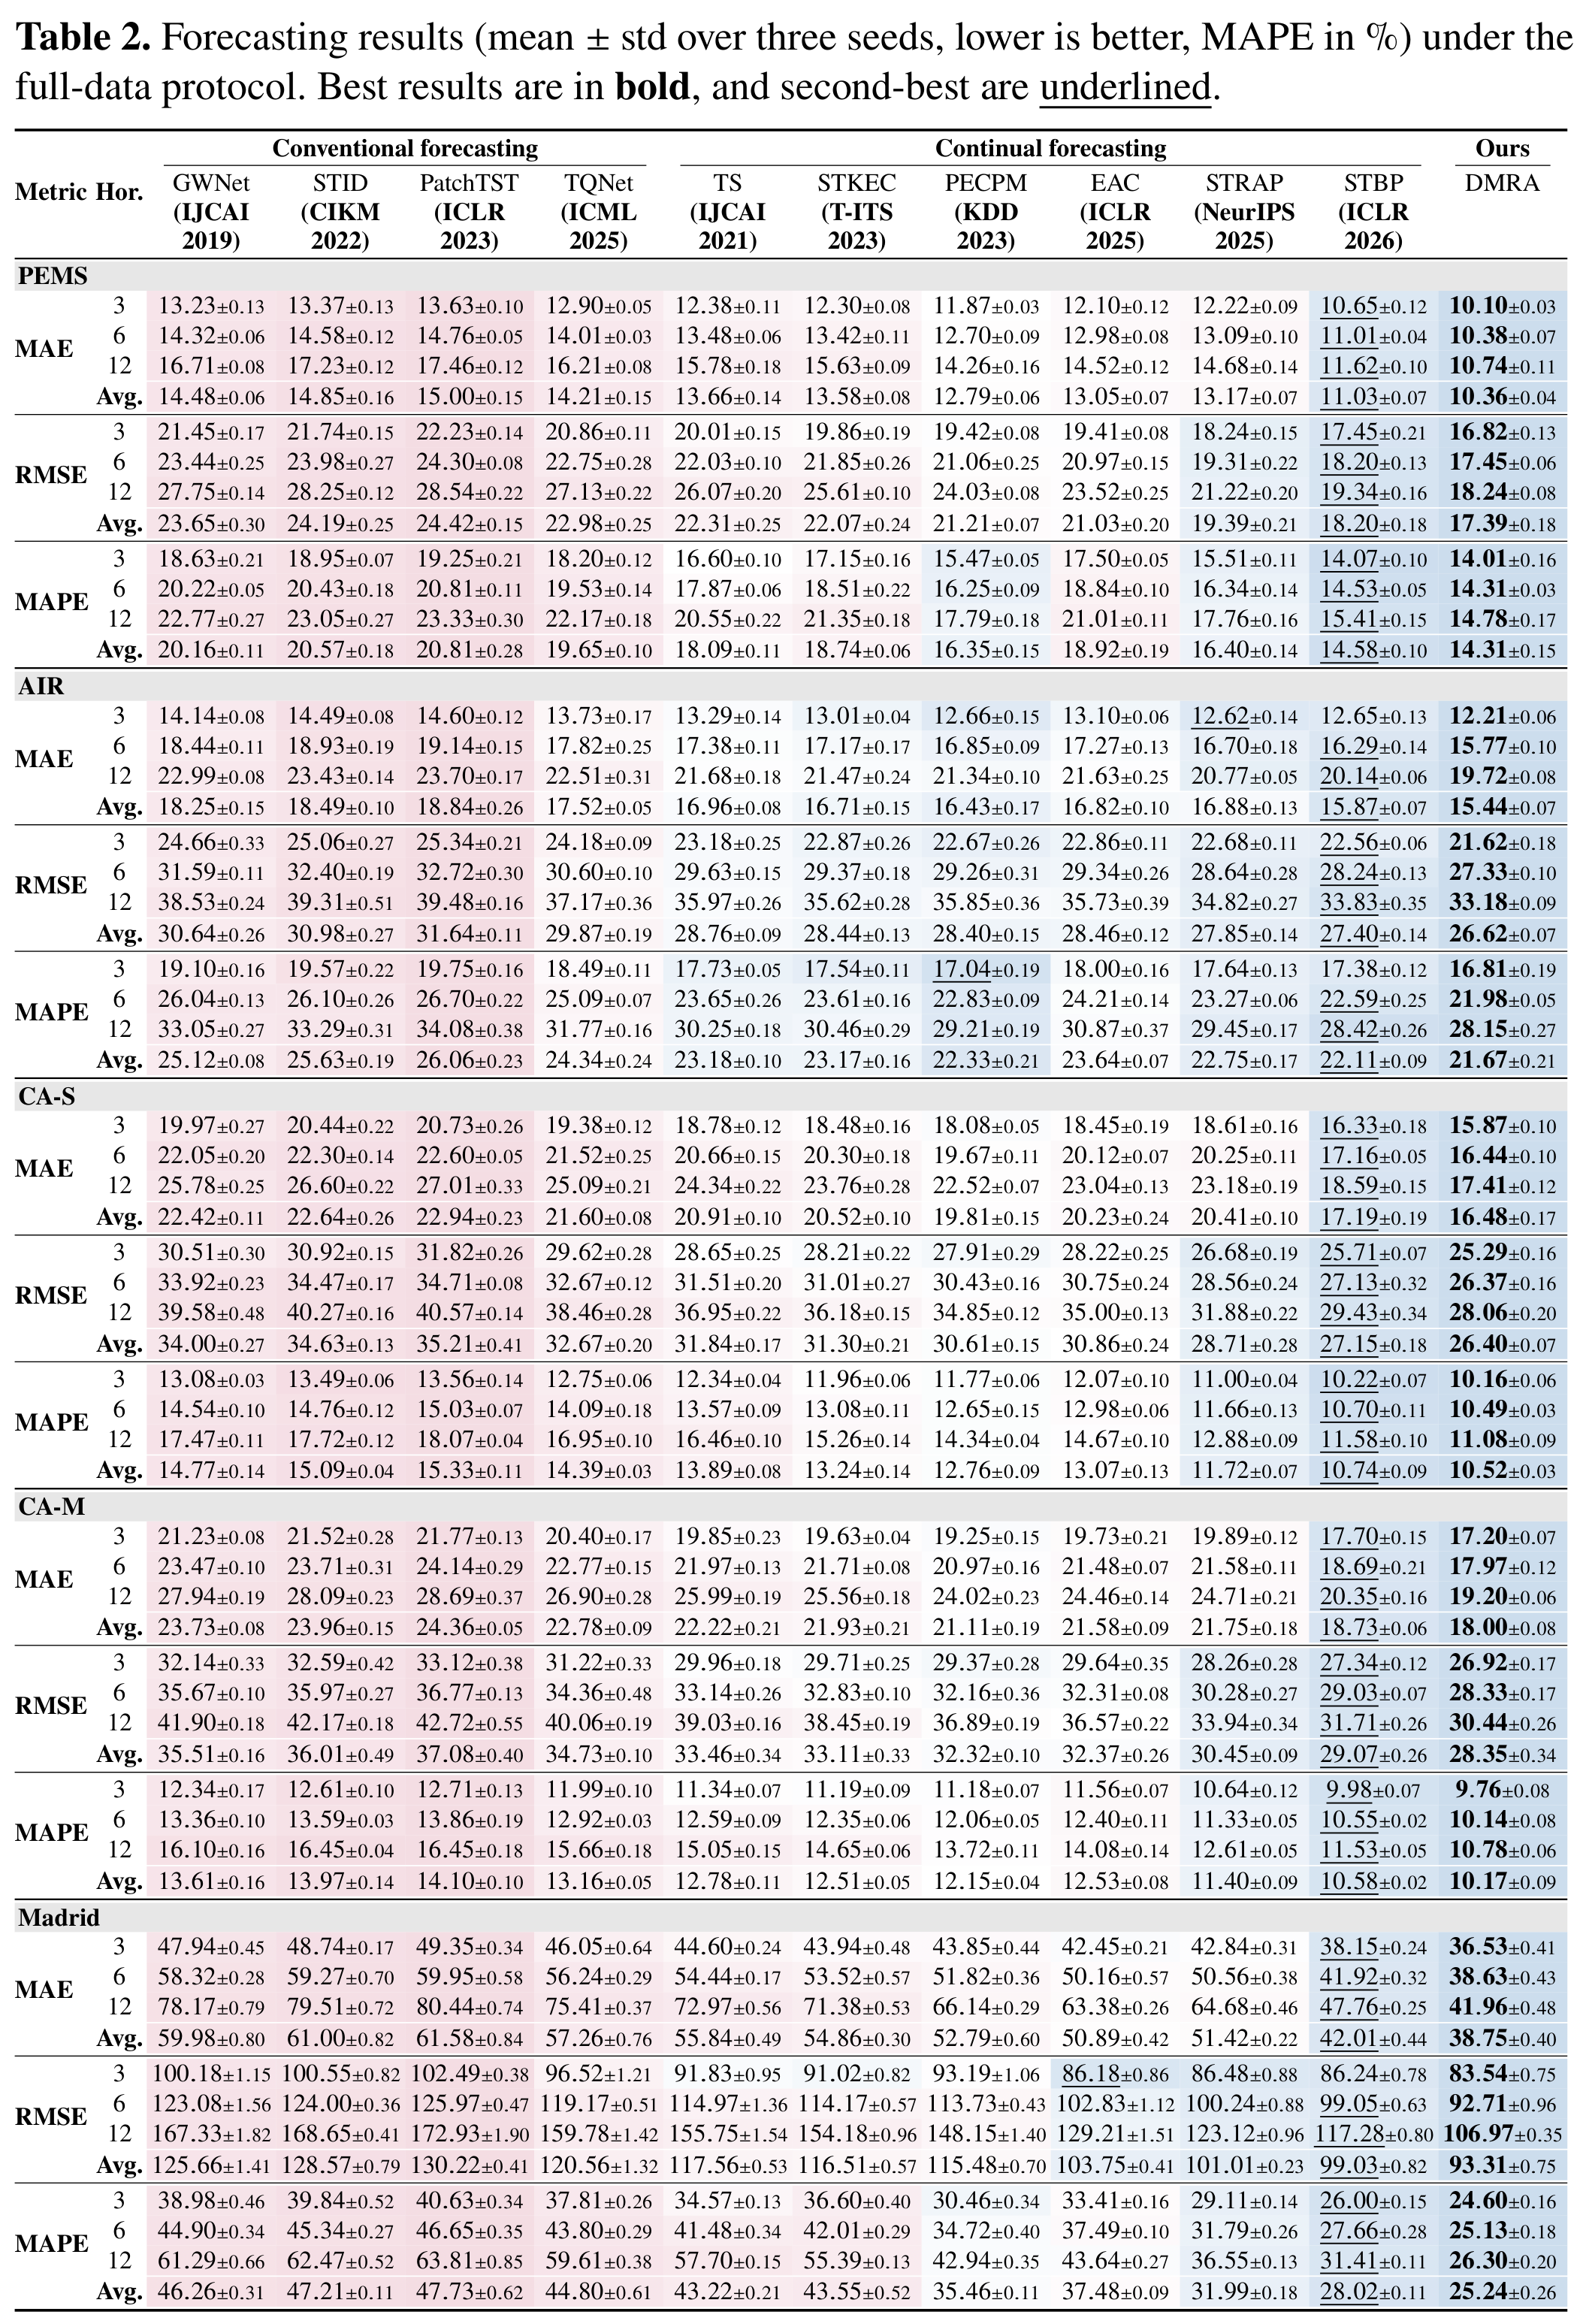 Table 2. Forecasting results (mean ± std over three seeds, lower is better, MAPE in %) under the
full-data protocol. Best results are in bold, and second-best are underlined.
Conventional forecasting Continual forecasting Ours
Metric Hor. GWNet STID PatchTST TQNet TS STKEC PECPM EAC STRAP STBP DMRA
(IJCAI (CIKM (ICLR (ICML (IJCAI (T-ITS (KDD (ICLR (NeurIPS (ICLR
2019) 2022) 2023) 2025) 2021) 2023) 2023) 2025) 2025) 2026)
PEMS
MAE
3 13.23±0.13 13.37±0.13 13.63±0.10 12.90±0.05 12.38±0.11 12.30±0.08 11.87±0.03 12.10±0.12 12.22±0.09 10.65±0.12 10.10±0.03
6 14.32±0.06 14.58±0.12 14.76±0.05 14.01±0.03 13.48±0.06 13.42±0.11 12.70±0.09 12.98±0.08 13.09±0.10 11.01±0.04 10.38±0.07
12 16.71±0.08 17.23±0.12 17.46±0.12 16.21±0.08 15.78±0.18 15.63±0.09 14.26±0.16 14.52±0.12 14.68±0.14 11.62±0.10 10.74±0.11
Avg. 14.48±0.06 14.85±0.16 15.00±0.15 14.21±0.15 13.66±0.14 13.58±0.08 12.79±0.06 13.05±0.07 13.17±0.07 11.03±0.07 10.36±0.04
RMSE
3 21.45±0.17 21.74±0.15 22.23±0.14 20.86±0.11 20.01±0.15 19.86±0.19 19.42±0.08 19.41±0.08 18.24±0.15 17.45±0.21 16.82±0.13
6 23.44±0.25 23.98±0.27 24.30±0.08 22.75±0.28 22.03±0.10 21.85±0.26 21.06±0.25 20.97±0.15 19.31±0.22 18.20±0.13 17.45±0.06
12 27.75±0.14 28.25±0.12 28.54±0.22 27.13±0.22 26.07±0.20 25.61±0.10 24.03±0.08 23.52±0.25 21.22±0.20 19.34±0.16 18.24±0.08
Avg. 23.65±0.30 24.19±0.25 24.42±0.15 22.98±0.25 22.31±0.25 22.07±0.24 21.21±0.07 21.03±0.20 19.39±0.21 18.20±0.18 17.39±0.18
MAPE
3 18.63±0.21 18.95±0.07 19.25±0.21 18.20±0.12 16.60±0.10 17.15±0.16 15.47±0.05 17.50±0.05 15.51±0.11 14.07±0.10 14.01±0.16
6 20.22±0.05 20.43±0.18 20.81±0.11 19.53±0.14 17.87±0.06 18.51±0.22 16.25±0.09 18.84±0.10 16.34±0.14 14.53±0.05 14.31±0.03
12 22.77±0.27 23.05±0.27 23.33±0.30 22.17±0.18 20.55±0.22 21.35±0.18 17.79±0.18 21.01±0.11 17.76±0.16 15.41±0.15 14.78±0.17
Avg. 20.16±0.11 20.57±0.18 20.81±0.28 19.65±0.10 18.09±0.11 18.74±0.06 16.35±0.15 18.92±0.19 16.40±0.14 14.58±0.10 14.31±0.15
AIR
MAE
3 14.14±0.08 14.49±0.08 14.60±0.12 13.73±0.17 13.29±0.14 13.01±0.04 12.66±0.15 13.10±0.06 12.62±0.14 12.65±0.13 12.21±0.06
6 18.44±0.11 18.93±0.19 19.14±0.15 17.82±0.25 17.38±0.11 17.17±0.17 16.85±0.09 17.27±0.13 16.70±0.18 16.29±0.14 15.77±0.10
12 22.99±0.08 23.43±0.14 23.70±0.17 22.51±0.31 21.68±0.18 21.47±0.24 21.34±0.10 21.63±0.25 20.77±0.05 20.14±0.06 19.72±0.08
Avg. 18.25±0.15 18.49±0.10 18.84±0.26 17.52±0.05 16.96±0.08 16.71±0.15 16.43±0.17 16.82±0.10 16.88±0.13 15.87±0.07 15.44±0.07
RMSE
3 24.66±0.33 25.06±0.27 25.34±0.21 24.18±0.09 23.18±0.25 22.87±0.26 22.67±0.26 22.86±0.11 22.68±0.11 22.56±0.06 21.62±0.18
6 31.59±0.11 32.40±0.19 32.72±0.30 30.60±0.10 29.63±0.15 29.37±0.18 29.26±0.31 29.34±0.26 28.64±0.28 28.24±0.13 27.33±0.10
12 38.53±0.24 39.31±0.51 39.48±0.16 37.17±0.36 35.97±0.26 35.62±0.28 35.85±0.36 35.73±0.39 34.82±0.27 33.83±0.35 33.18±0.09
Avg. 30.64±0.26 30.98±0.27 31.64±0.11 29.87±0.19 28.76±0.09 28.44±0.13 28.40±0.15 28.46±0.12 27.85±0.14 27.40±0.14 26.62±0.07
MAPE
3 19.10±0.16 19.57±0.22 19.75±0.16 18.49±0.11 17.73±0.05 17.54±0.11 17.04±0.19 18.00±0.16 17.64±0.13 17.38±0.12 16.81±0.19
6 26.04±0.13 26.10±0.26 26.70±0.22 25.09±0.07 23.65±0.26 23.61±0.16 22.83±0.09 24.21±0.14 23.27±0.06 22.59±0.25 21.98±0.05
12 33.05±0.27 33.29±0.31 34.08±0.38 31.77±0.16 30.25±0.18 30.46±0.29 29.21±0.19 30.87±0.37 29.45±0.17 28.42±0.26 28.15±0.27
Avg. 25.12±0.08 25.63±0.19 26.06±0.23 24.34±0.24 23.18±0.10 23.17±0.16 22.33±0.21 23.64±0.07 22.75±0.17 22.11±0.09 21.67±0.21
CA-S
MAE
3 19.97±0.27 20.44±0.22 20.73±0.26 19.38±0.12 18.78±0.12 18.48±0.16 18.08±0.05 18.45±0.19 18.61±0.16 16.33±0.18 15.87±0.10
6 22.05±0.20 22.30±0.14 22.60±0.05 21.52±0.25 20.66±0.15 20.30±0.18 19.67±0.11 20.12±0.07 20.25±0.11 17.16±0.05 16.44±0.10
12 25.78±0.25 26.60±0.22 27.01±0.33 25.09±0.21 24.34±0.22 23.76±0.28 22.52±0.07 23.04±0.13 23.18±0.19 18.59±0.15 17.41±0.12
Avg. 22.42±0.11 22.64±0.26 22.94±0.23 21.60±0.08 20.91±0.10 20.52±0.10 19.81±0.15 20.23±0.24 20.41±0.10 17.19±0.19 16.48±0.17
RMSE
3 30.51±0.30 30.92±0.15 31.82±0.26 29.62±0.28 28.65±0.25 28.21±0.22 27.91±0.29 28.22±0.25 26.68±0.19 25.71±0.07 25.29±0.16
6 33.92±0.23 34.47±0.17 34.71±0.08 32.67±0.12 31.51±0.20 31.01±0.27 30.43±0.16 30.75±0.24 28.56±0.24 27.13±0.32 26.37±0.16
12 39.58±0.48 40.27±0.16 40.57±0.14 38.46±0.28 36.95±0.22 36.18±0.15 34.85±0.12 35.00±0.13 31.88±0.22 29.43±0.34 28.06±0.20
Avg. 34.00±0.27 34.63±0.13 35.21±0.41 32.67±0.20 31.84±0.17 31.30±0.21 30.61±0.15 30.86±0.24 28.71±0.28 27.15±0.18 26.40±0.07
MAPE
3 13.08±0.03 13.49±0.06 13.56±0.14 12.75±0.06 12.34±0.04 11.96±0.06 11.77±0.06 12.07±0.10 11.00±0.04 10.22±0.07 10.16±0.06
6 14.54±0.10 14.76±0.12 15.03±0.07 14.09±0.18 13.57±0.09 13.08±0.11 12.65±0.15 12.98±0.06 11.66±0.13 10.70±0.11 10.49±0.03
12 17.47±0.11 17.72±0.12 18.07±0.04 16.95±0.10 16.46±0.10 15.26±0.14 14.34±0.04 14.67±0.10 12.88±0.09 11.58±0.10 11.08±0.09
Avg. 14.77±0.14 15.09±0.04 15.33±0.11 14.39±0.03 13.89±0.08 13.24±0.14 12.76±0.09 13.07±0.13 11.72±0.07 10.74±0.09 10.52±0.03
CA-M
MAE
3 21.23±0.08 21.52±0.28 21.77±0.13 20.40±0.17 19.85±0.23 19.63±0.04 19.25±0.15 19.73±0.21 19.89±0.12 17.70±0.15 17.20±0.07
6 23.47±0.10 23.71±0.31 24.14±0.29 22.77±0.15 21.97±0.13 21.71±0.08 20.97±0.16 21.48±0.07 21.58±0.11 18.69±0.21 17.97±0.12
12 27.94±0.19 28.09±0.23 28.69±0.37 26.90±0.28 25.99±0.19 25.56±0.18 24.02±0.23 24.46±0.14 24.71±0.21 20.35±0.16 19.20±0.06
Avg. 23.73±0.08 23.96±0.15 24.36±0.05 22.78±0.09 22.22±0.21 21.93±0.21 21.11±0.19 21.58±0.09 21.75±0.18 18.73±0.06 18.00±0.08
RMSE
3 32.14±0.33 32.59±0.42 33.12±0.38 31.22±0.33 29.96±0.18 29.71±0.25 29.37±0.28 29.64±0.35 28.26±0.28 27.34±0.12 26.92±0.17
6 35.67±0.10 35.97±0.27 36.77±0.13 34.36±0.48 33.14±0.26 32.83±0.10 32.16±0.36 32.31±0.08 30.28±0.27 29.03±0.07 28.33±0.17
12 41.90±0.18 42.17±0.18 42.72±0.55 40.06±0.19 39.03±0.16 38.45±0.19 36.89±0.19 36.57±0.22 33.94±0.34 31.71±0.26 30.44±0.26
Avg. 35.51±0.16 36.01±0.49 37.08±0.40 34.73±0.10 33.46±0.34 33.11±0.33 32.32±0.10 32.37±0.26 30.45±0.09 29.07±0.26 28.35±0.34
MAPE
3 12.34±0.17 12.61±0.10 12.71±0.13 11.99±0.10 11.34±0.07 11.19±0.09 11.18±0.07 11.56±0.07 10.64±0.12 9.98±0.07 9.76±0.08
6 13.36±0.10 13.59±0.03 13.86±0.19 12.92±0.03 12.59±0.09 12.35±0.06 12.06±0.05 12.40±0.11 11.33±0.05 10.55±0.02 10.14±0.08
12 16.10±0.16 16.45±0.04 16.45±0.18 15.66±0.18 15.05±0.15 14.65±0.06 13.72±0.11 14.08±0.14 12.61±0.05 11.53±0.05 10.78±0.06
Avg. 13.61±0.16 13.97±0.14 14.10±0.10 13.16±0.05 12.78±0.11 12.51±0.05 12.15±0.04 12.53±0.08 11.40±0.09 10.58±0.02 10.17±0.09
Madrid
MAE
3 47.94±0.45 48.74±0.17 49.35±0.34 46.05±0.64 44.60±0.24 43.94±0.48 43.85±0.44 42.45±0.21 42.84±0.31 38.15±0.24 36.53±0.41
6 58.32±0.28 59.27±0.70 59.95±0.58 56.24±0.29 54.44±0.17 53.52±0.57 51.82±0.36 50.16±0.57 50.56±0.38 41.92±0.32 38.63±0.43
12 78.17±0.79 79.51±0.72 80.44±0.74 75.41±0.37 72.97±0.56 71.38±0.53 66.14±0.29 63.38±0.26 64.68±0.46 47.76±0.25 41.96±0.48
Avg. 59.98±0.80 61.00±0.82 61.58±0.84 57.26±0.76 55.84±0.49 54.86±0.30 52.79±0.60 50.89±0.42 51.42±0.22 42.01±0.44 38.75±0.40
RMSE
3 100.18±1.15 100.55±0.82 102.49±0.38 96.52±1.21 91.83±0.95 91.02±0.82 93.19±1.06 86.18±0.86 86.48±0.88 86.24±0.78 83.54±0.75
6 123.08±1.56 124.00±0.36 125.97±0.47 119.17±0.51 114.97±1.36 114.17±0.57 113.73±0.43 102.83±1.12 100.24±0.88 99.05±0.63 92.71±0.96
12 167.33±1.82 168.65±0.41 172.93±1.90 159.78±1.42 155.75±1.54 154.18±0.96 148.15±1.40 129.21±1.51 123.12±0.96 117.28±0.80 106.97±0.35
Avg. 125.66±1.41 128.57±0.79 130.22±0.41 120.56±1.32 117.56±0.53 116.51±0.57 115.48±0.70 103.75±0.41 101.01±0.23 99.03±0.82 93.31±0.75
MAPE
3 38.98±0.46 39.84±0.52 40.63±0.34 37.81±0.26 34.57±0.13 36.60±0.40 30.46±0.34 33.41±0.16 29.11±0.14 26.00±0.15 24.60±0.16
6 44.90±0.34 45.34±0.27 46.65±0.35 43.80±0.29 41.48±0.34 42.01±0.29 34.72±0.40 37.49±0.10 31.79±0.26 27.66±0.28 25.13±0.18
12 61.29±0.66 62.47±0.52 63.81±0.85 59.61±0.38 57.70±0.15 55.39±0.13 42.94±0.35 43.64±0.27 36.55±0.13 31.41±0.11 26.30±0.20
Avg. 46.26±0.31 47.21±0.11 47.73±0.62 44.80±0.61 43.22±0.21 43.55±0.52 35.46±0.11 37.48±0.09 31.99±0.18 28.02±0.11 25.24±0.26